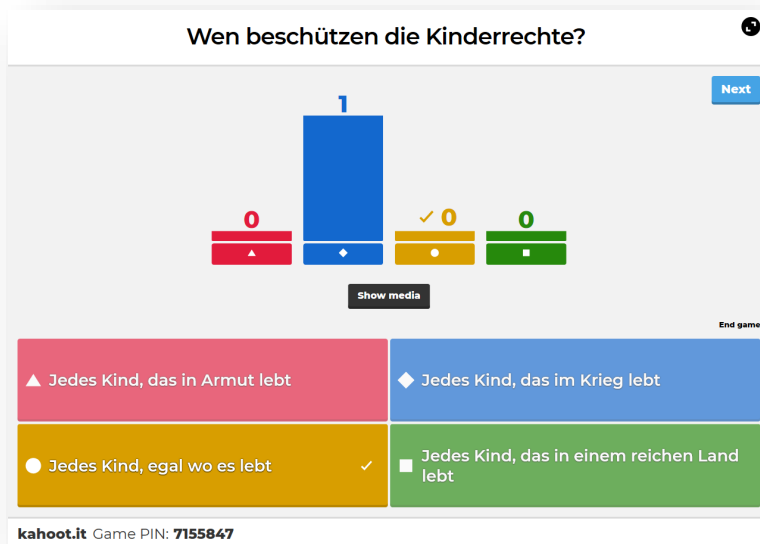 Wen beschützen die Kinderrechte?
Next
1
0
0
0
Show media
End game
Jedes Kind, das in Armut lebt
Jedes Kind, das im Krieg lebt
Jedes Kind, egal wo es lebt
Jedes Kind, das in einem reichen Land
lebt
kahoot.it Game PIN: 7155847